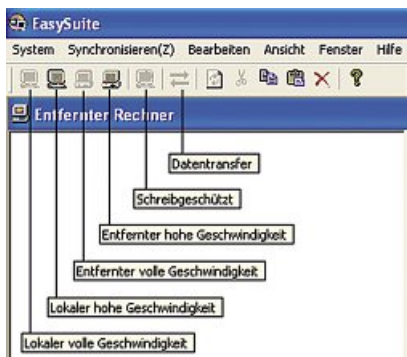 EasySuite
System Synchronisieren(Z) Bearbeiten Ansicht Fenster Hilfe
Entfernter Rechner
Datentransfer
Schreibgeschützt
Entfernter hohe Geschwindigkeit
Entfernter volle Geschwindigkeit
Lokaler hohe Geschwindigkeit
Lokaler volle Geschwindigkeit